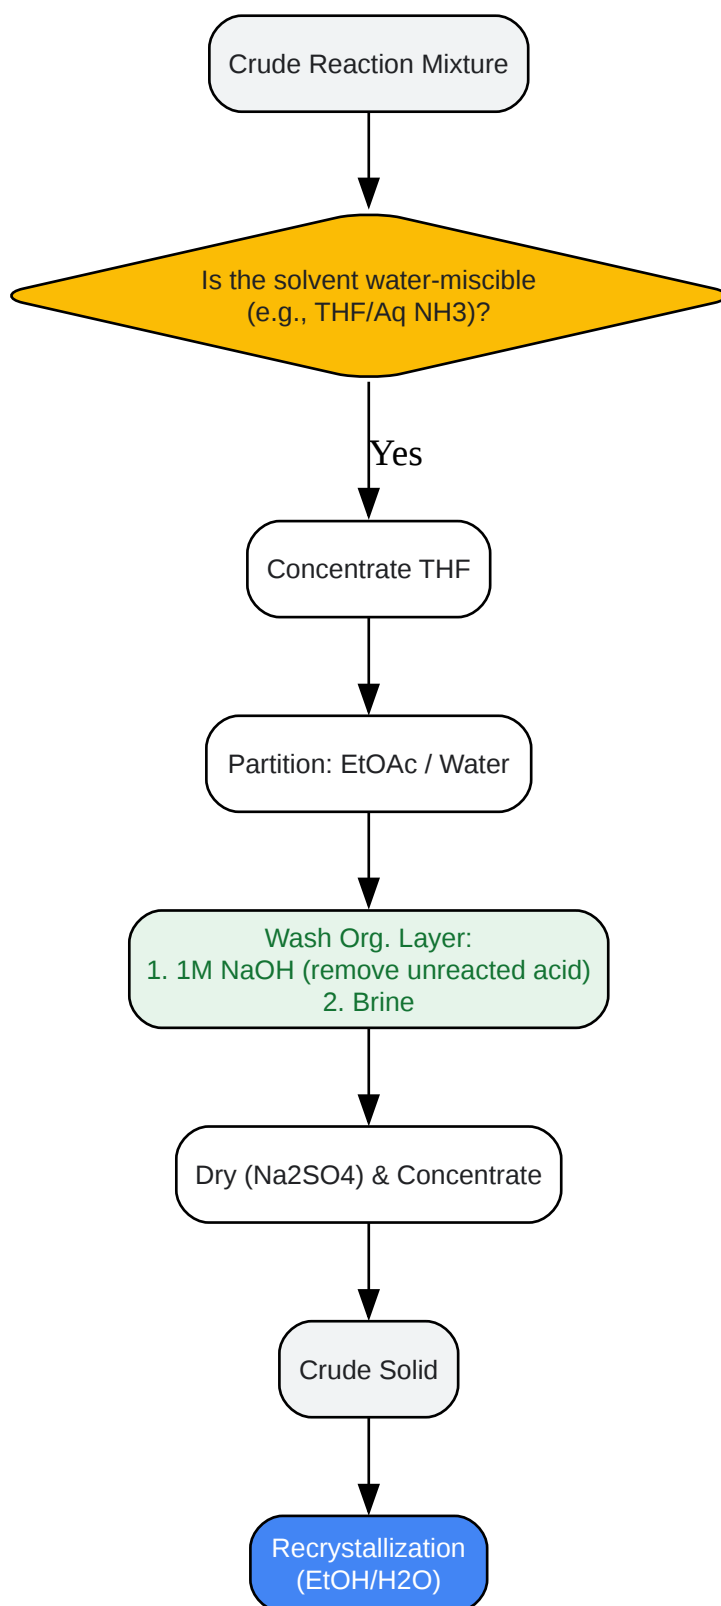 Crude Reaction Mixture
Is the solvent water-miscible
(e.g., THF/Aq NH3)?
Yes
Concentrate THF
Partition: EtOAc / Water
Wash Org. Layer:
1. 1M NaOH (remove unreacted acid)
2. Brine
Dry (Na2SO4) & Concentrate
Crude Solid
Recrystallization
(EtOH/H2O)